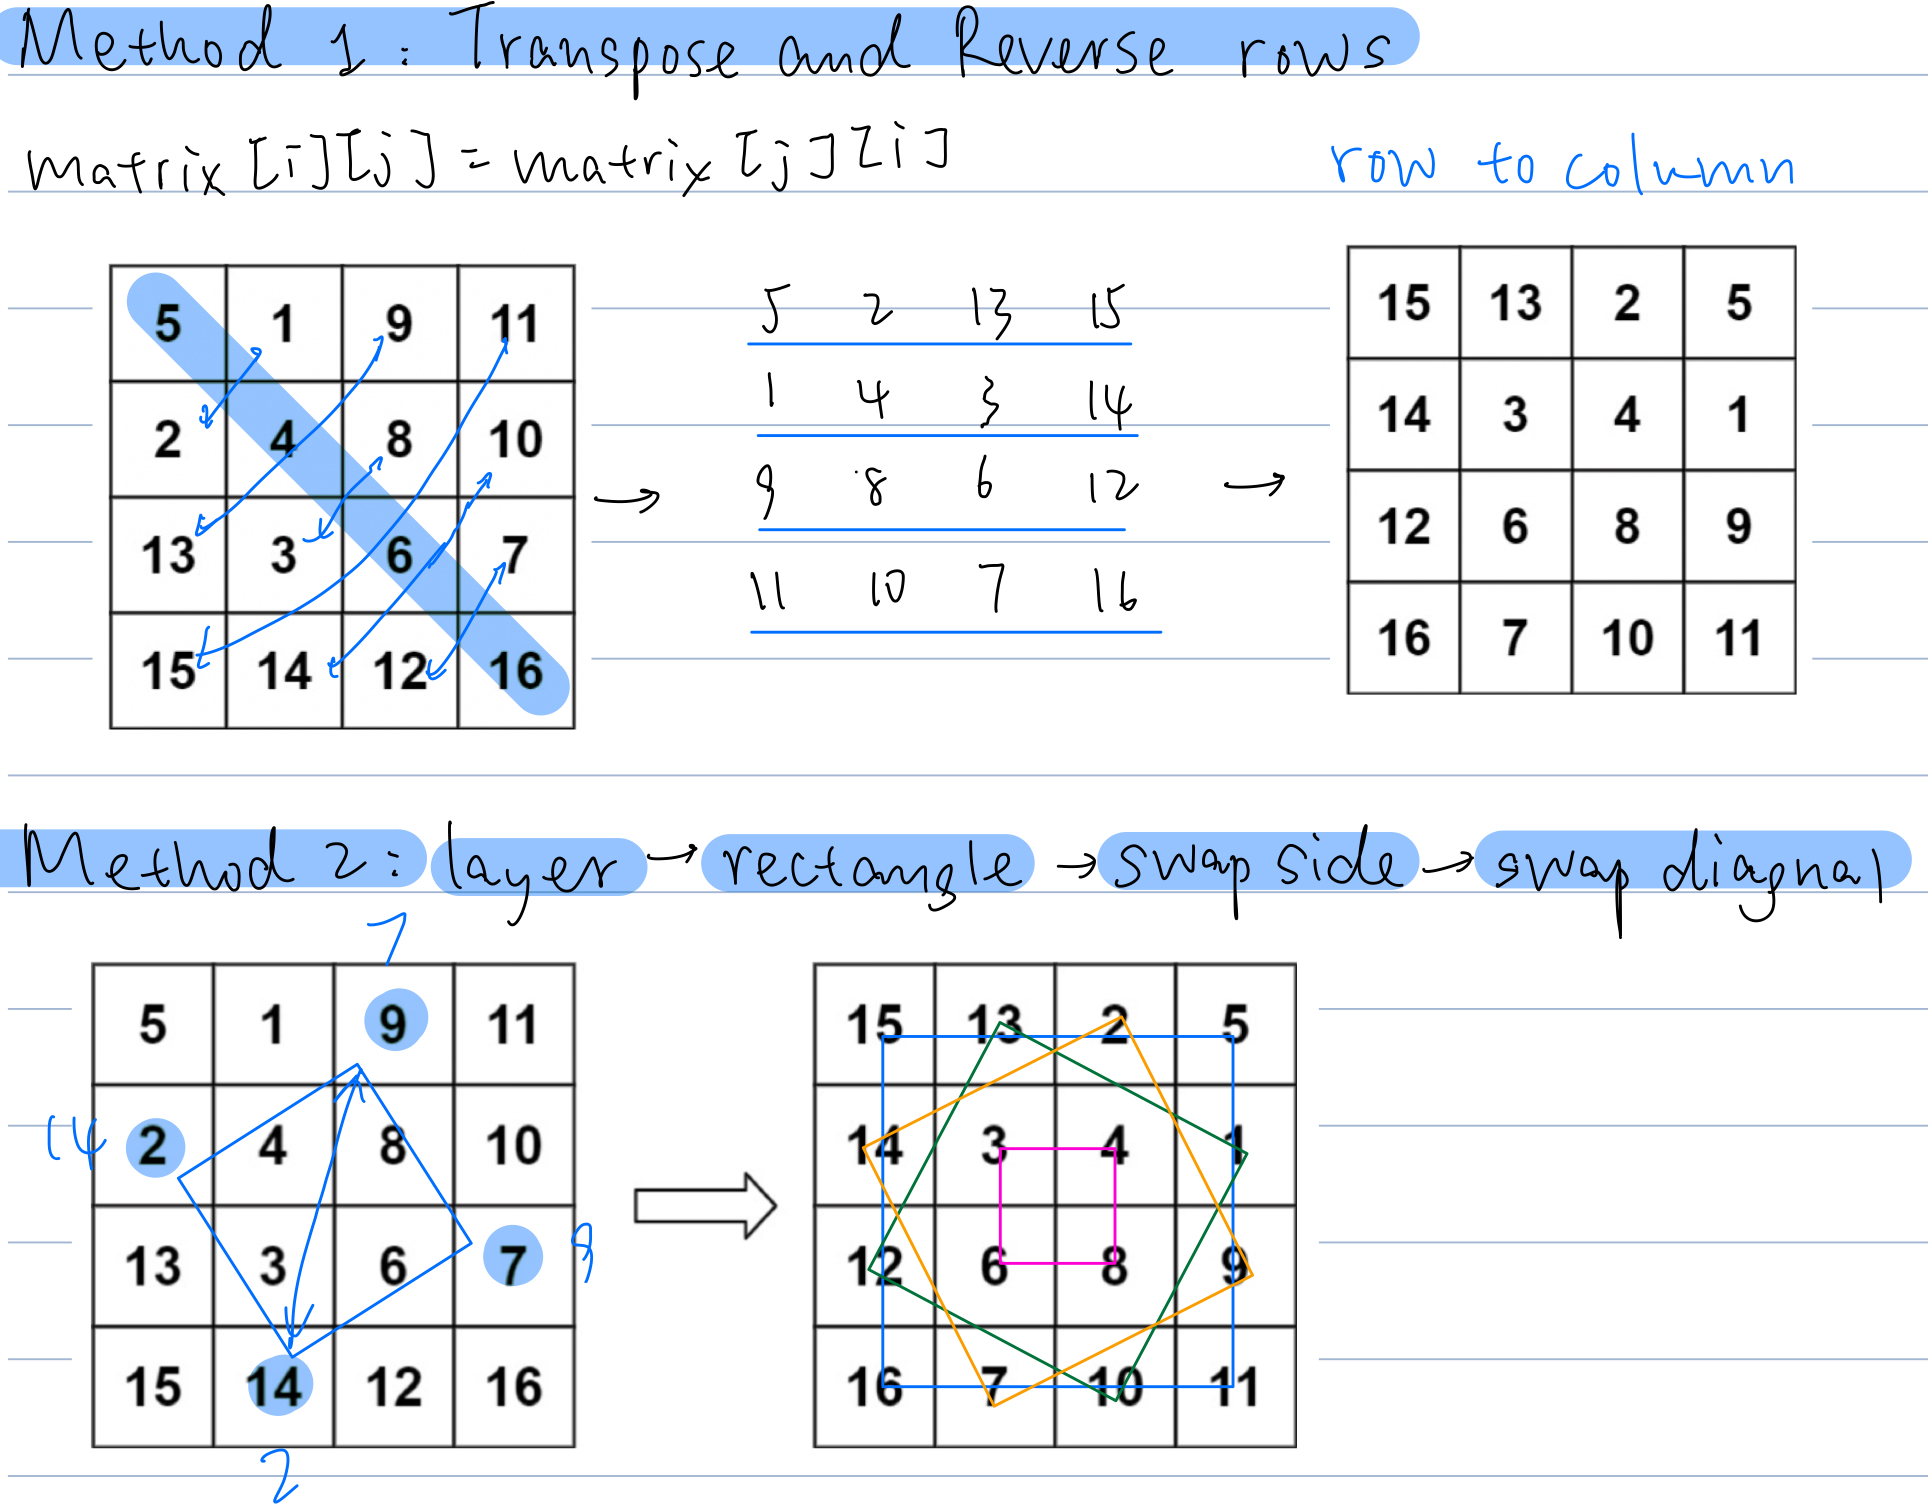 Method 1: Transpose and Reverse rows
matrix[i][j] = matrix[j][i]
row to column
5 1 9 11
2 4 8 10
13 3 6 7
15 14 12 16
5 2 13 15
1 4 3 14
9 8 6 12
11 10 7 16
15 13 2 5
14 3 4 1
12 6 8 9
16 7 10 11
Method 2: layer → rectangle → swap side → swap diagnal
7
5 1 9 11
14 2 4 8 10
13 3 6 7 9
15 14 12 16
2
15 13 2 5
14 3 4 1
12 6 8 9
16 7 10 11